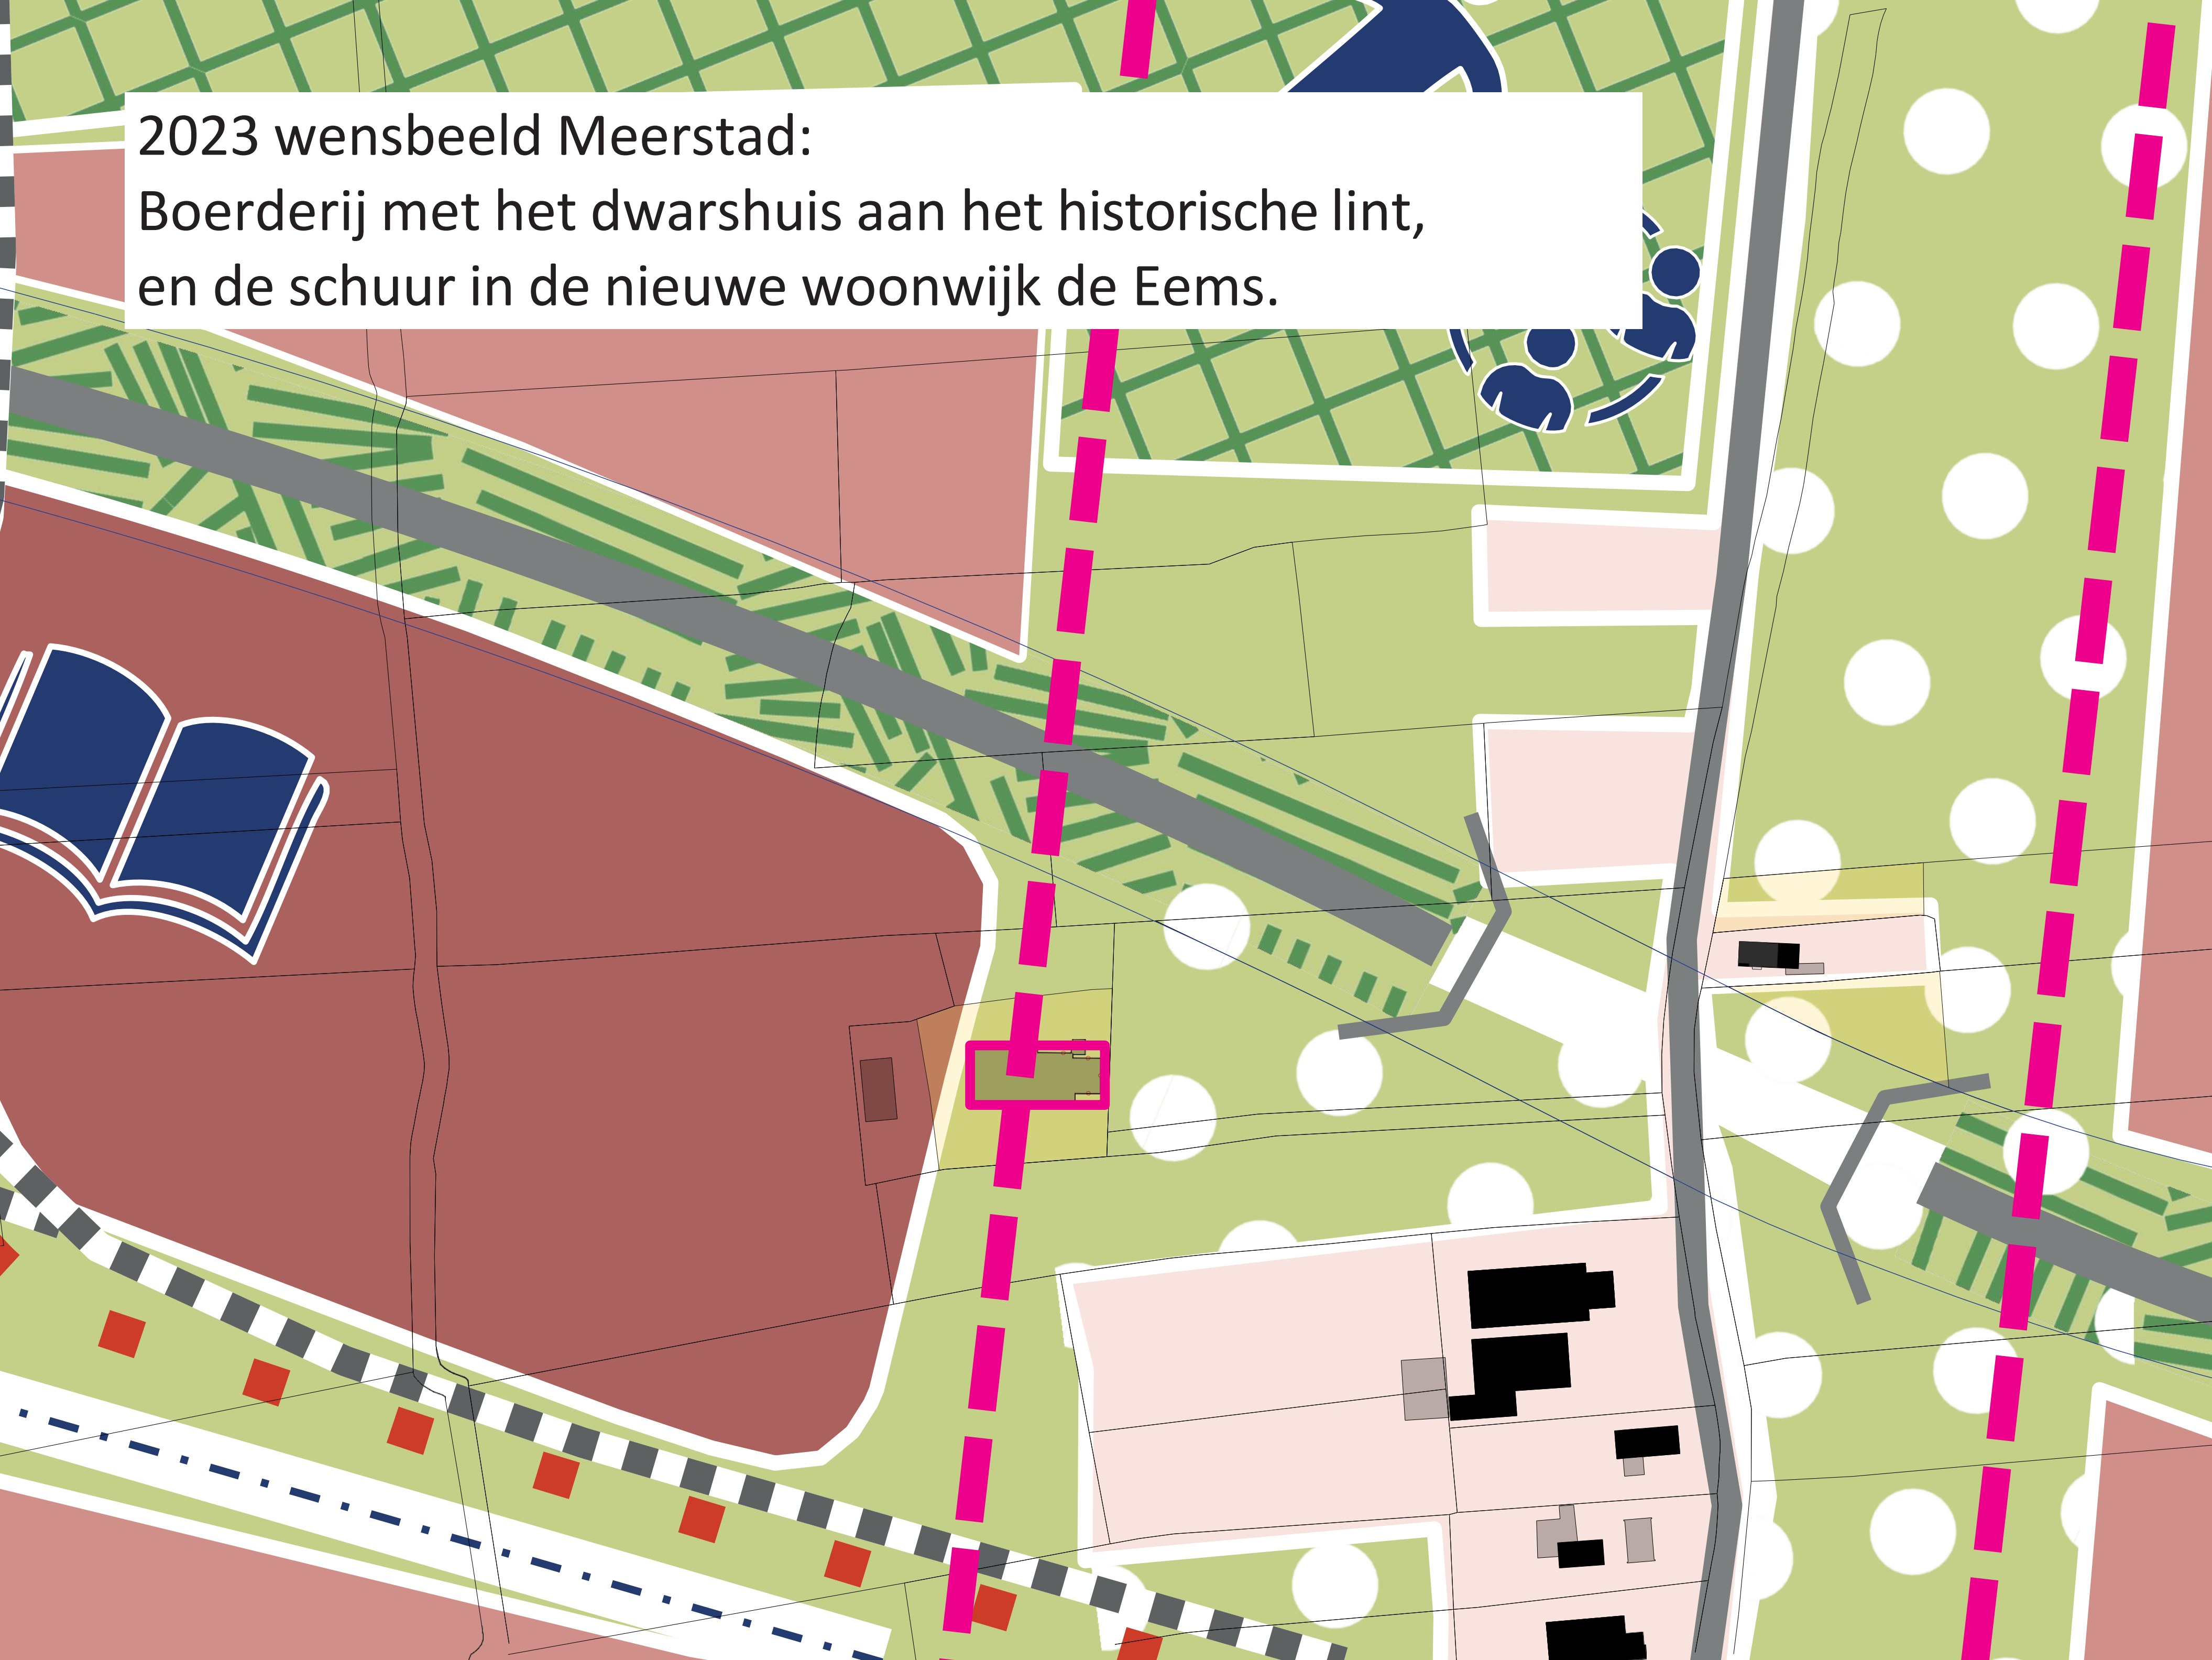 2023 wensbeeld Meerstad:
Boerderij met het dwarshuis aan het historische lint,
en de schuur in de nieuwe woonwijk de Eems.